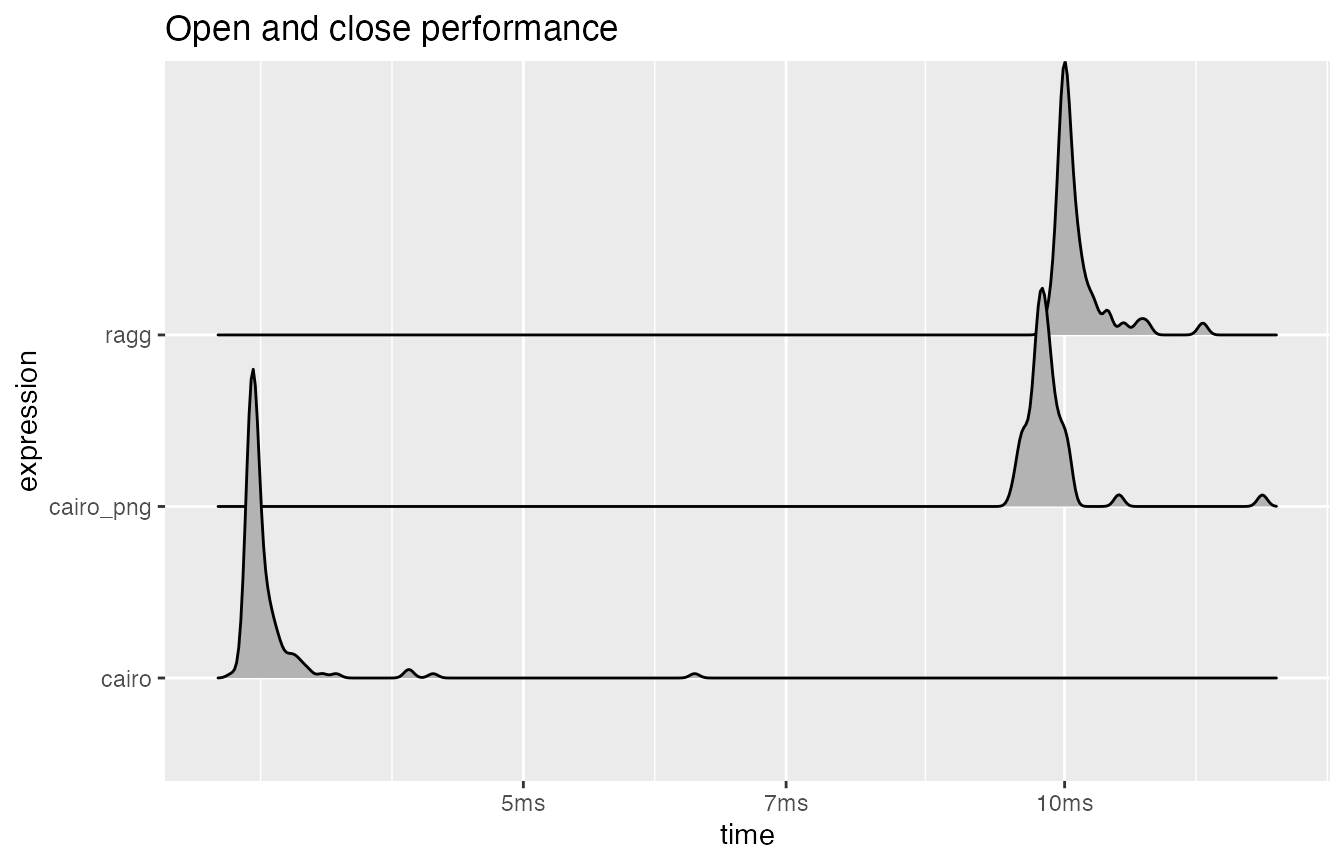 Open and close performance
ragg
cairo_png
cairo
expression
5ms 7ms 10ms
time